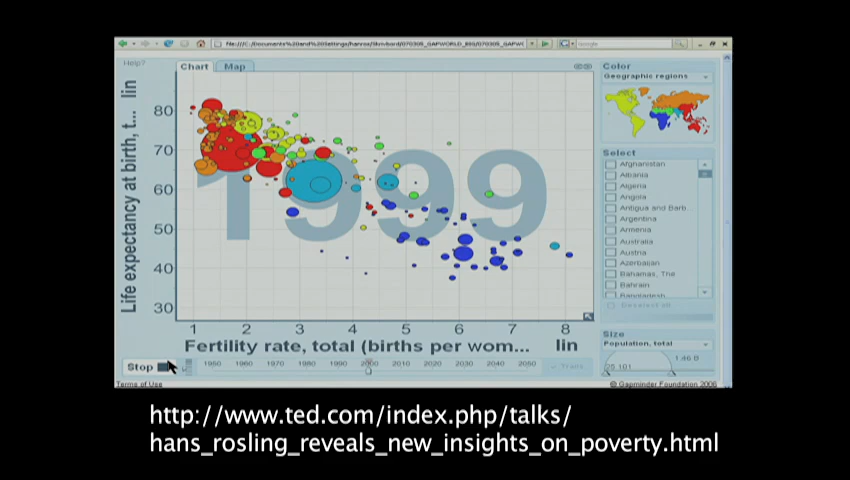 Help?
Chart
Map
1999
Life expectancy at birth, t... lin
80
70
60
50
40
30
1 2 3 4 5 6 7 8
Fertility rate, total (births per wom... lin
Stop
1950 1960 1970 1980 1990 2000 2010 2020 2030 2040 2050
Color
Geographic regions
Select
Afghanistan
Albania
Algeria
Angola
Antigua and Barb...
Argentina
Armenia
Australia
Austria
Azerbaijan
Bahamas, The
Bahrain
Bangladesh
Deselect all
Size
Population, total
1.46 B
Terms of Use
© Gapminder Foundation 2006
http://www.ted.com/index.php/talks/
hans_rosling_reveals_new_insights_on_poverty.html